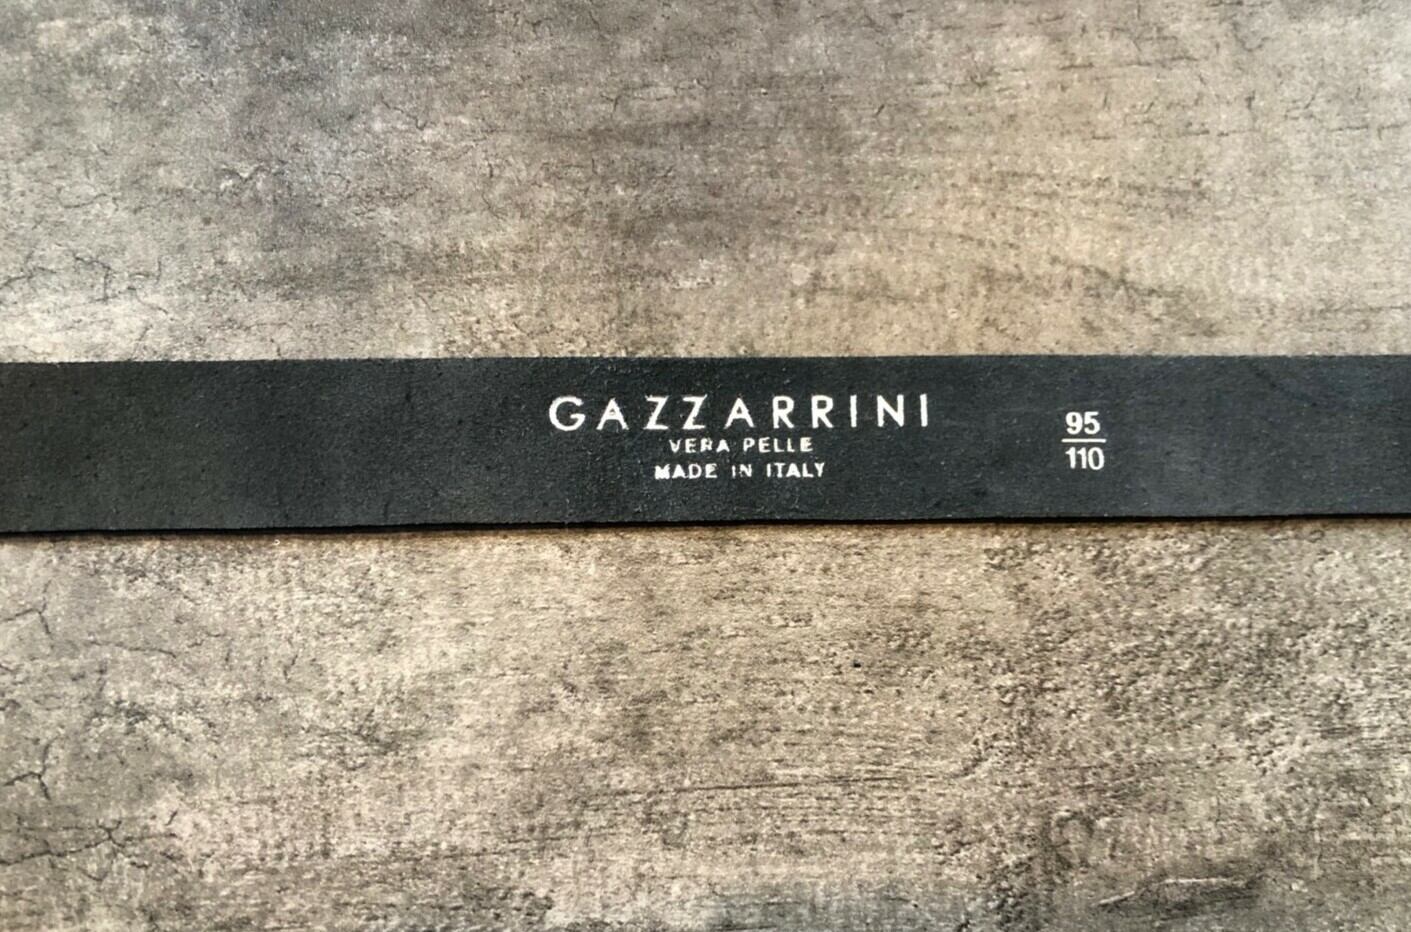 GAZZARRINI
VERA PELLE
MADE IN ITALY
95
110